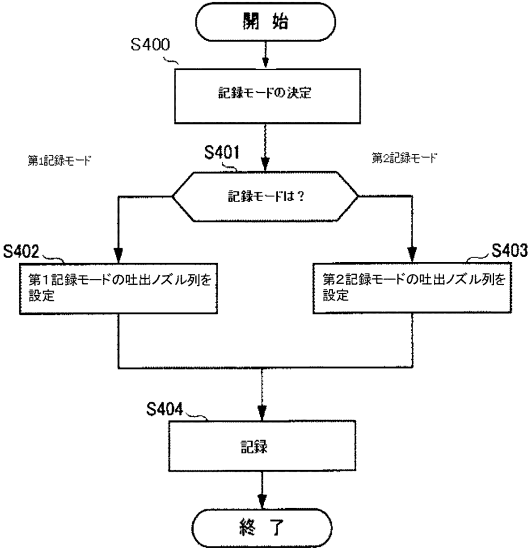 開 始
S400
記録モードの決定
S401
第1記録モード
第2記録モード
記録モードは？
S402
第１記録モードの吐出ノズル列を
設定
S403
第２記録モードの吐出ノズル列を
設定
S404
記録
終 了